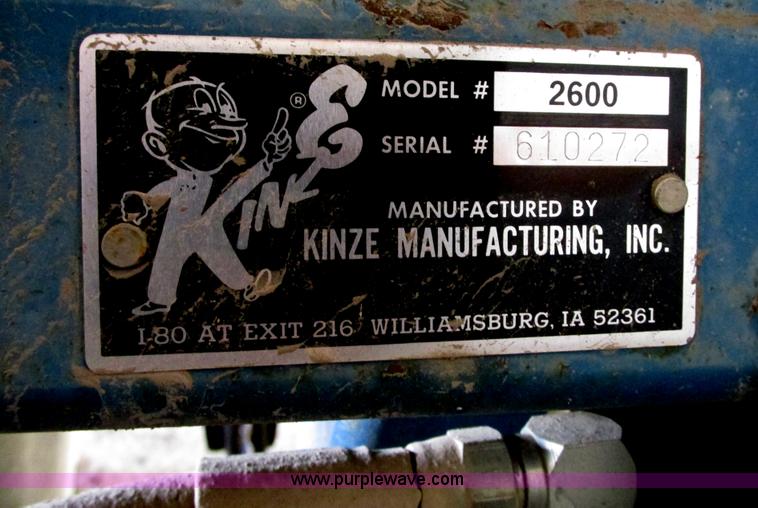 KINZE ®
MODEL # 2600
SERIAL # 610272
MANUFACTURED BY
KINZE MANUFACTURING, INC.
I-80 AT EXIT 216 WILLIAMSBURG, IA 52361
www.purplewave.com